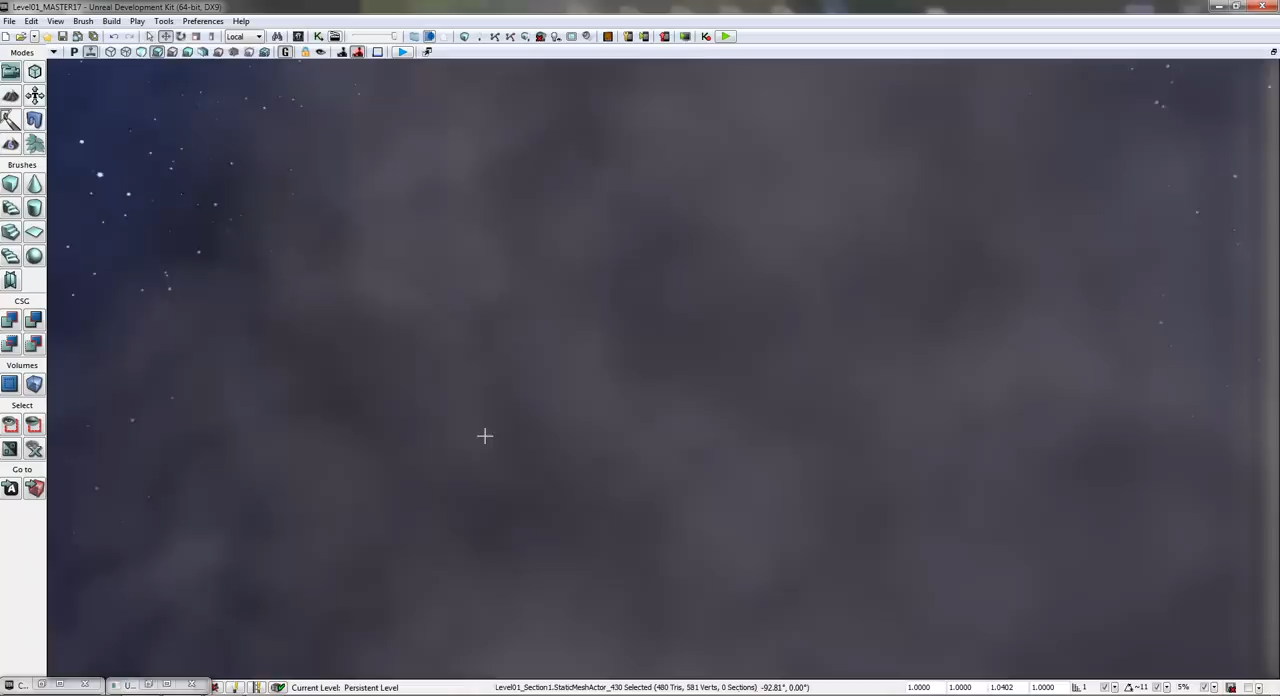 Level01_MASTER17 - Unreal Development Kit (64-bit, DX9)
File Edit View Brush Build Play Tools Preferences Help
Local
Modes
P
G
Brushes
CSG
Volumes
Select
Go to
C...
U...
Current Level: Persistent Level
Level01_Section1.StaticMeshActor_430 Selected (480 Tris, 581 Verts, 0 Sections)
-92.81°, 0.00°)
1.0000
1.0000
1.0402
1.0000
1
~11
5%